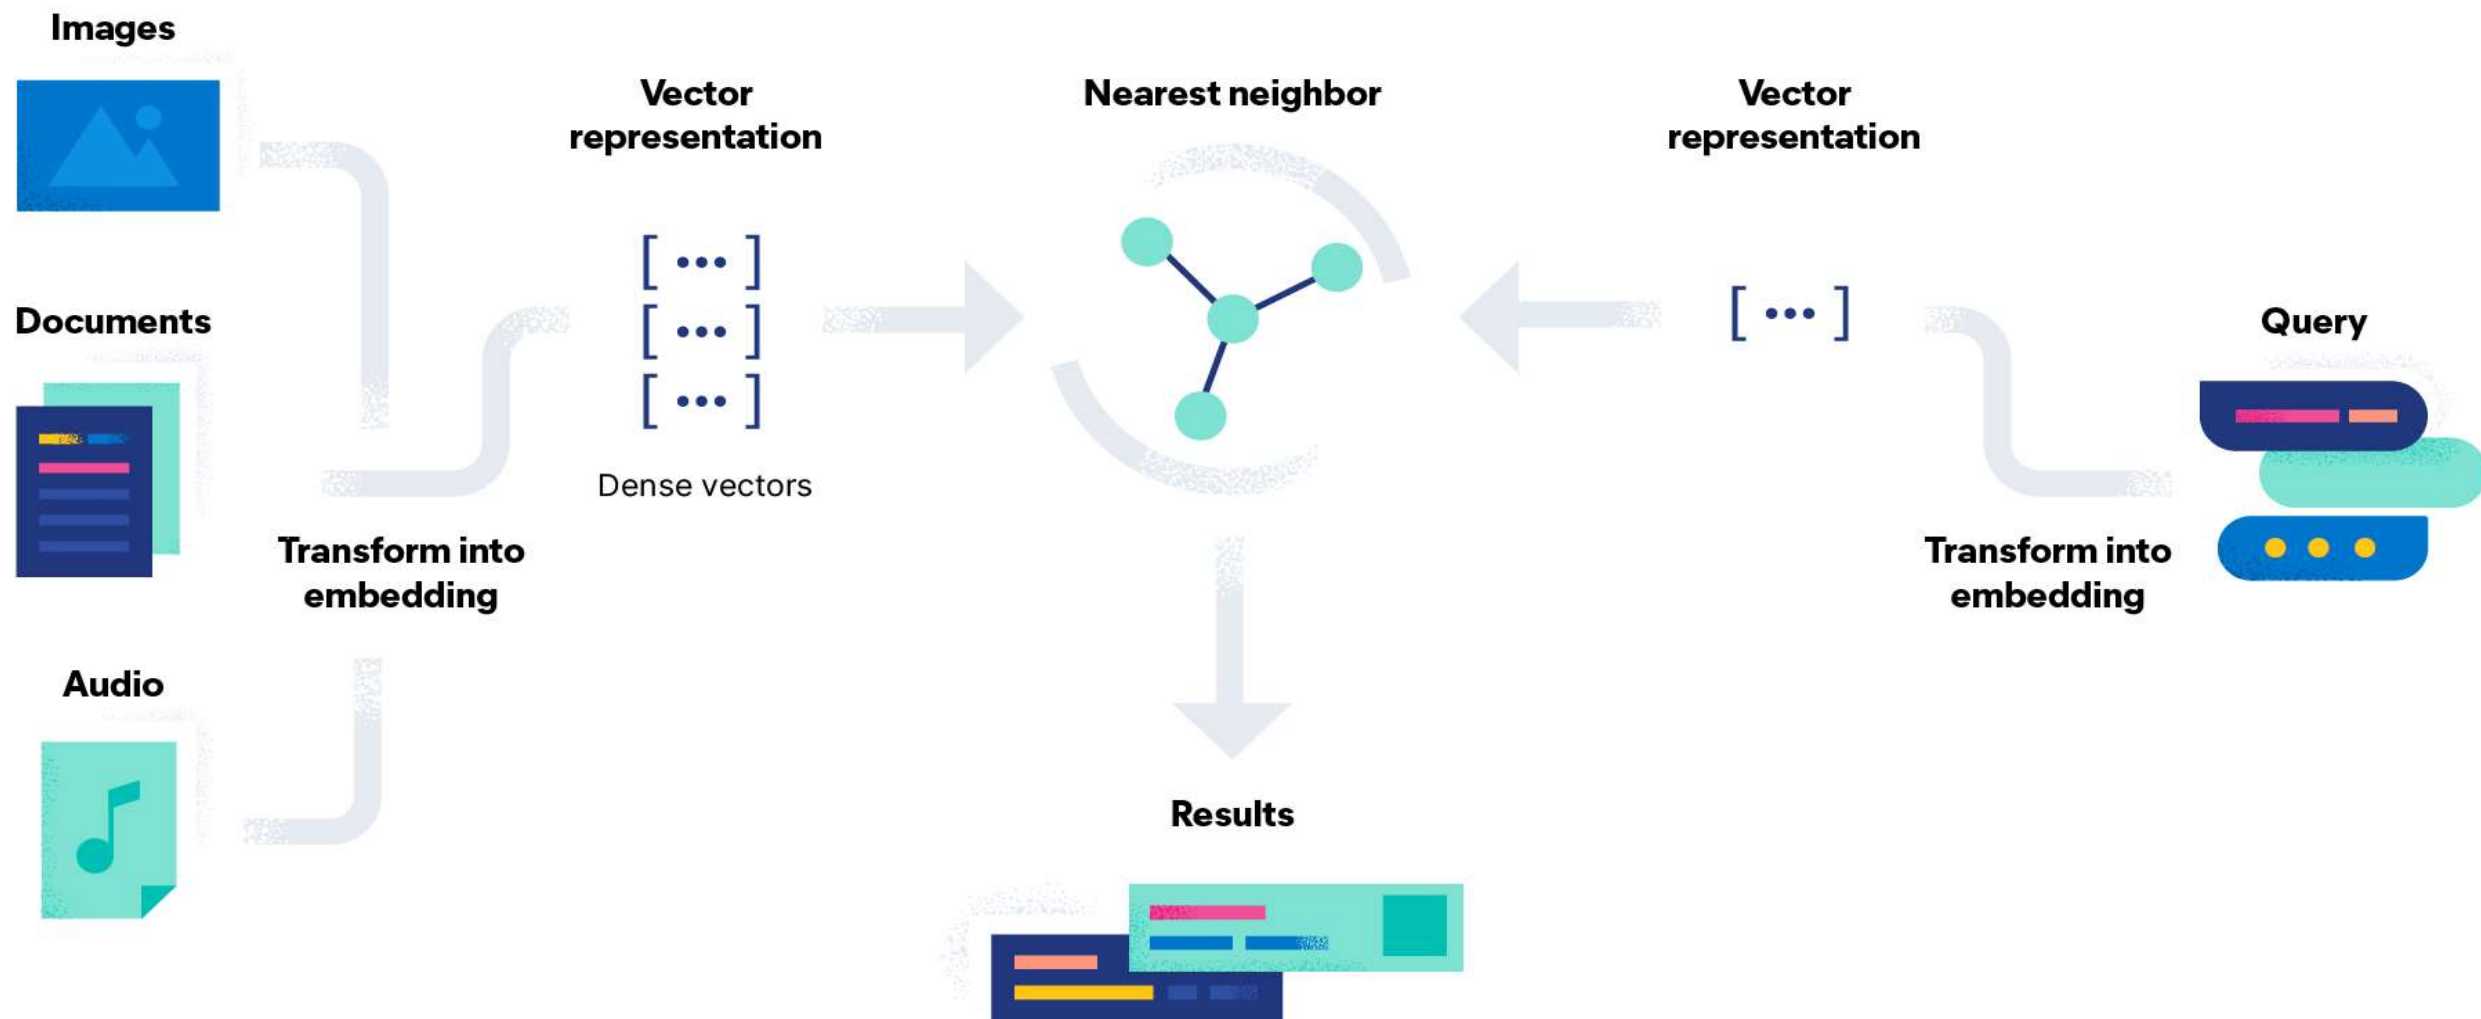 Images
Documents
Audio
Transform into
embedding
Vector
representation
Dense vectors
Nearest neighbor
Results
Vector
representation
Transform into
embedding
Query